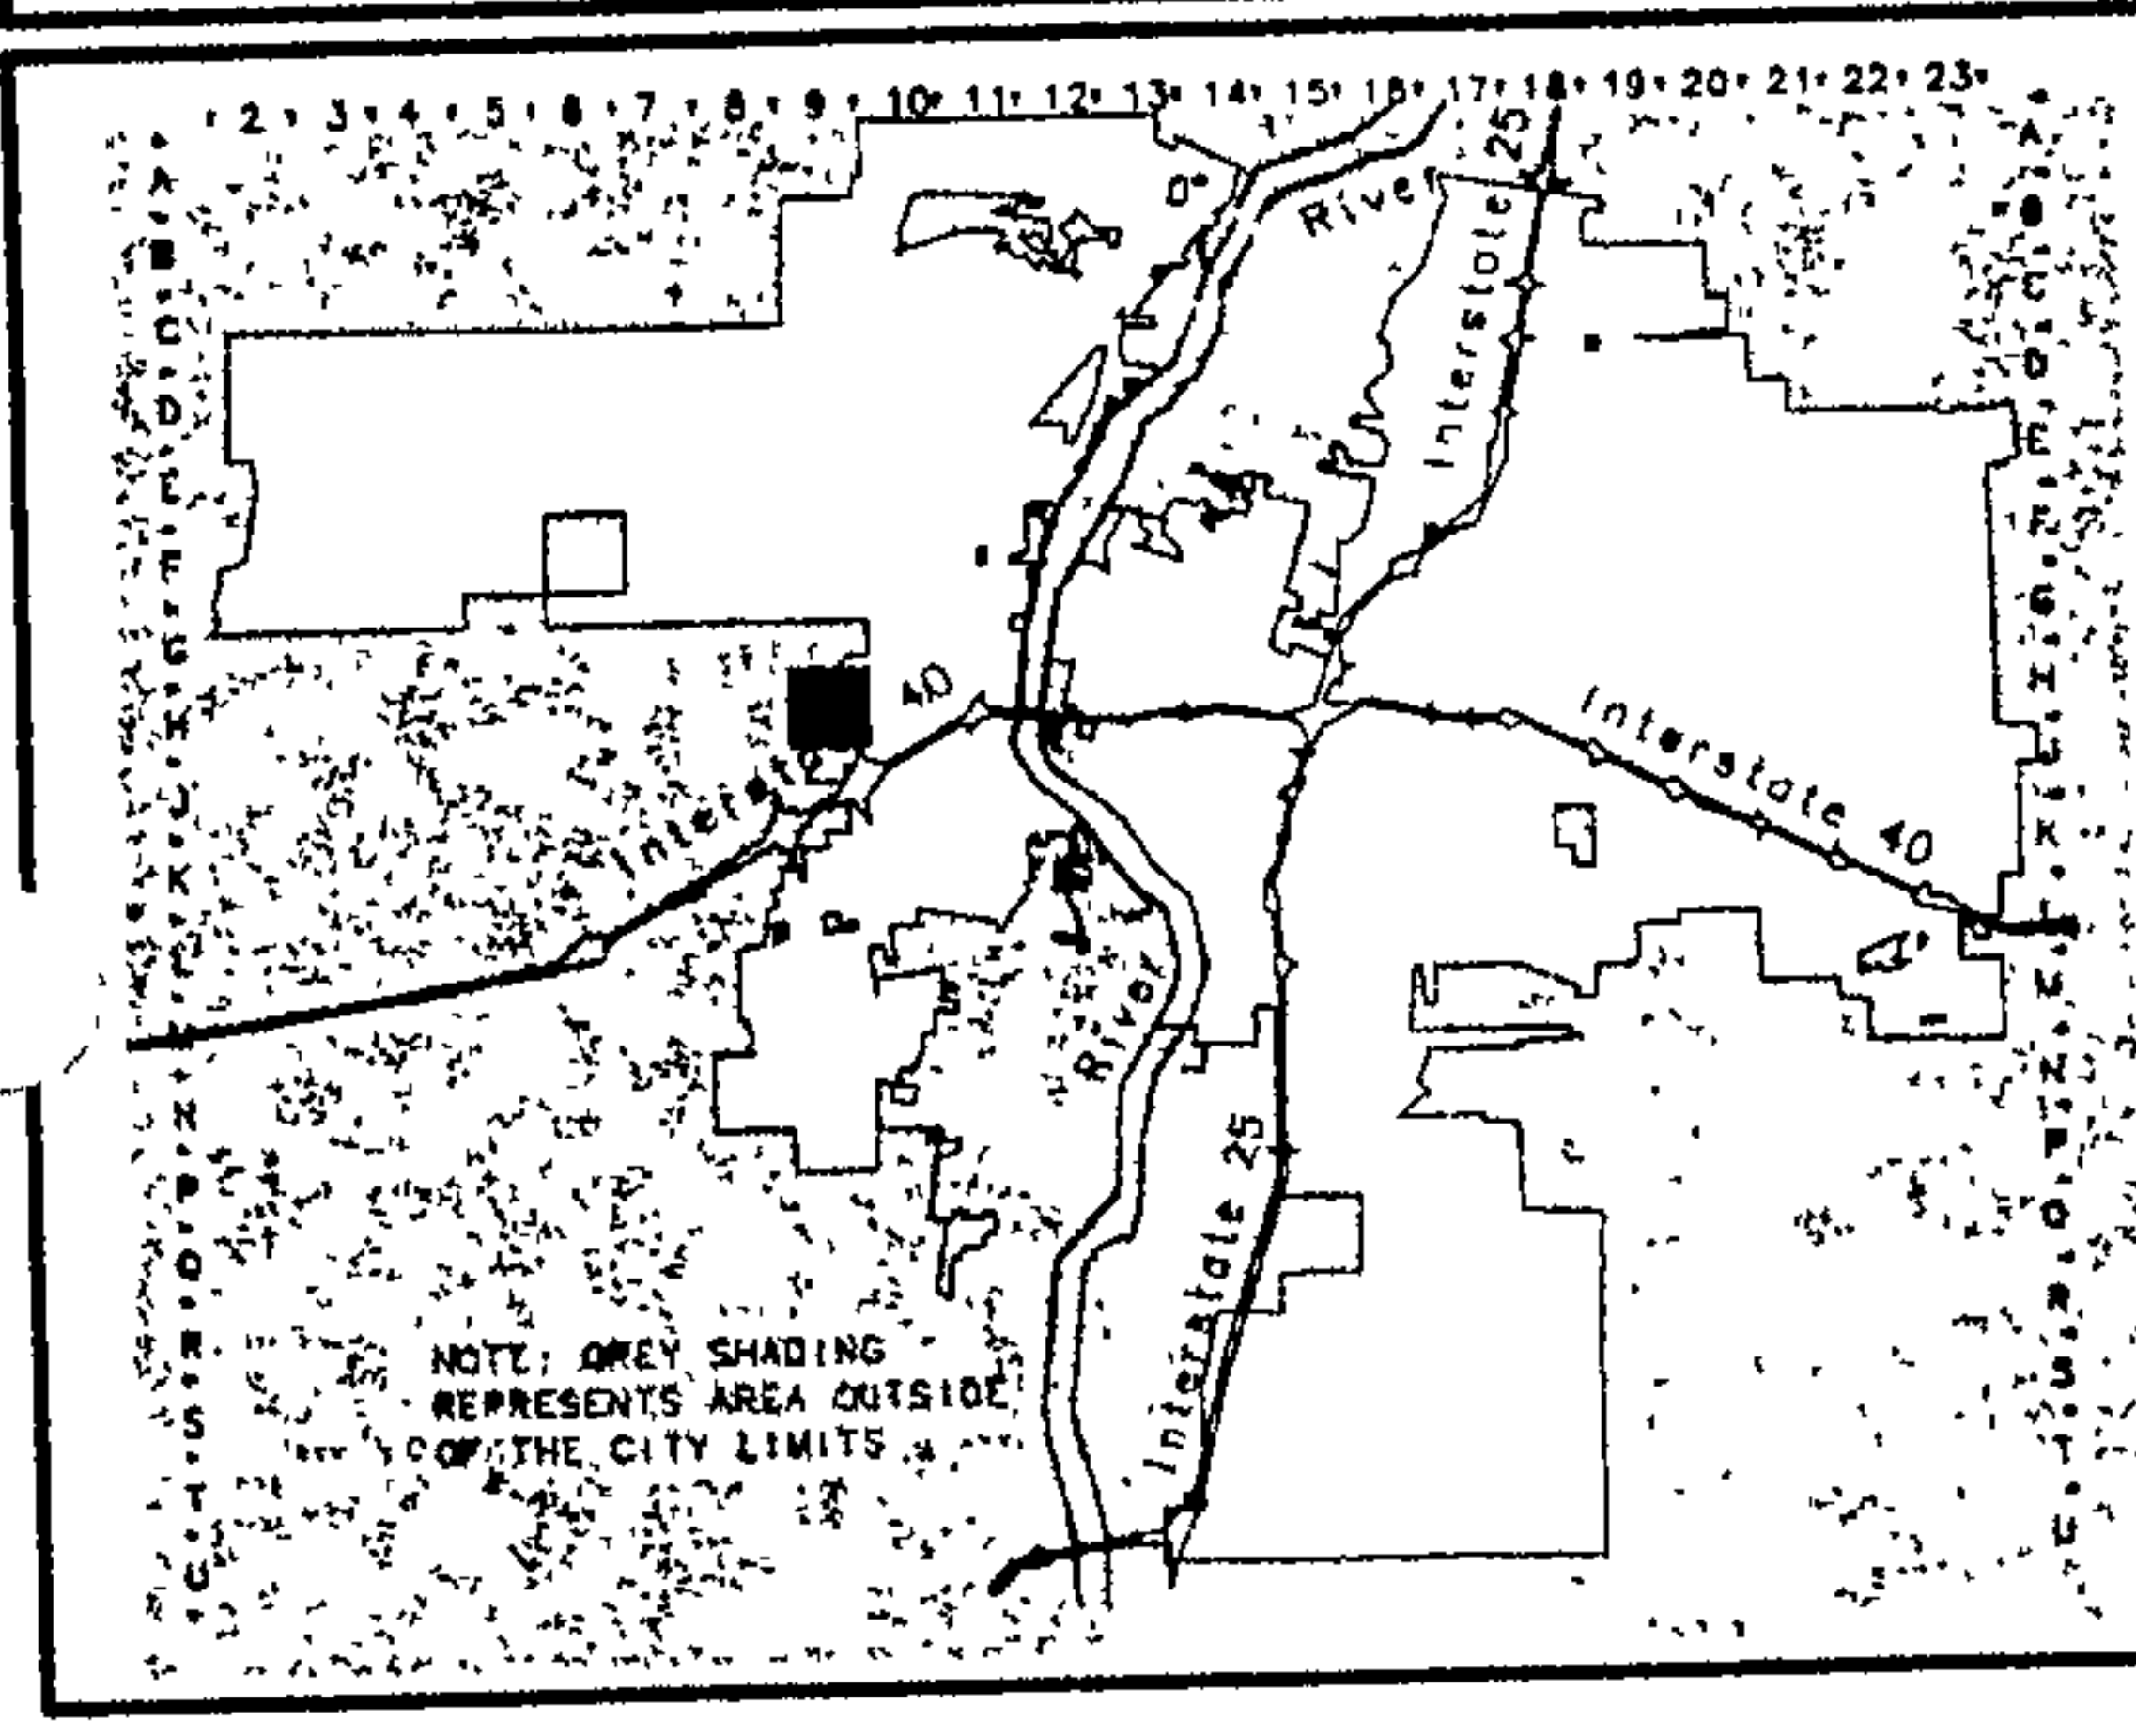 2 3 4 5 6 7 8 9 10 11 12 13 14 15 16 17 18 19 20 21 22 23
A
B
C
D
E
F
G
H
J
K
L
M
N
P
Q
R
S
T
U
River
Interstate 25
40
Interstate
Interstate 40
River
Interstate 25
A
B
C
D
E
F
G
H
J
K
L
M
N
P
Q
R
S
T
U
NOTE: GREY SHADING
REPRESENTS AREA OUTSIDE
OF THE CITY LIMITS